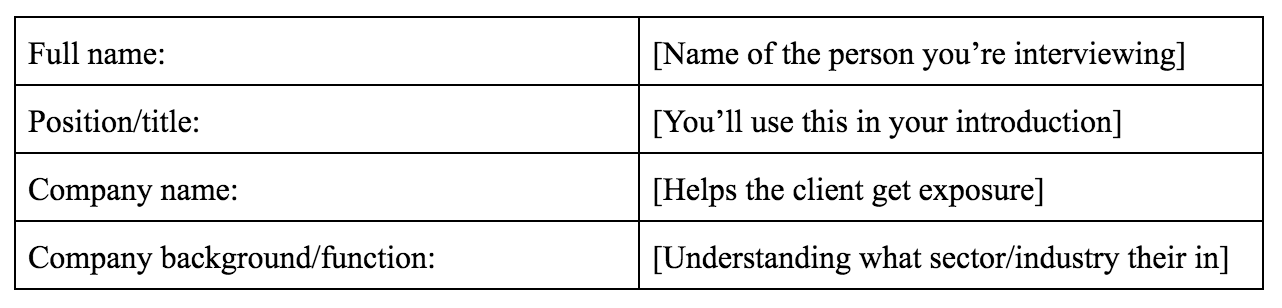 Full name: [Name of the person you’re interviewing]
Position/title: [You’ll use this in your introduction]
Company name: [Helps the client get exposure]
Company background/function: [Understanding what sector/industry their in]